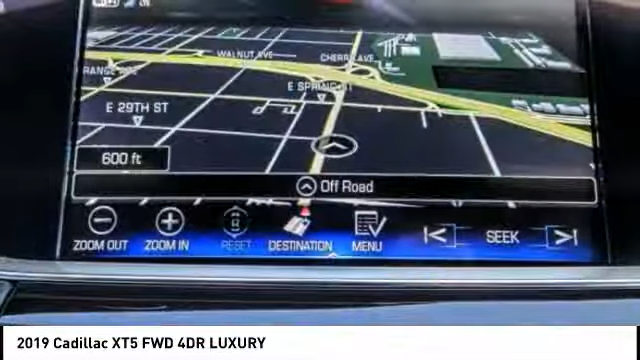 WALNUT AVE
CHERRY AVE
E SPRING ST
E 29TH ST
600 ft
Off Road
ZOOM OUT
ZOOM IN
RESET
DESTINATION
MENU
SEEK
2019 Cadillac XT5 FWD 4DR LUXURY